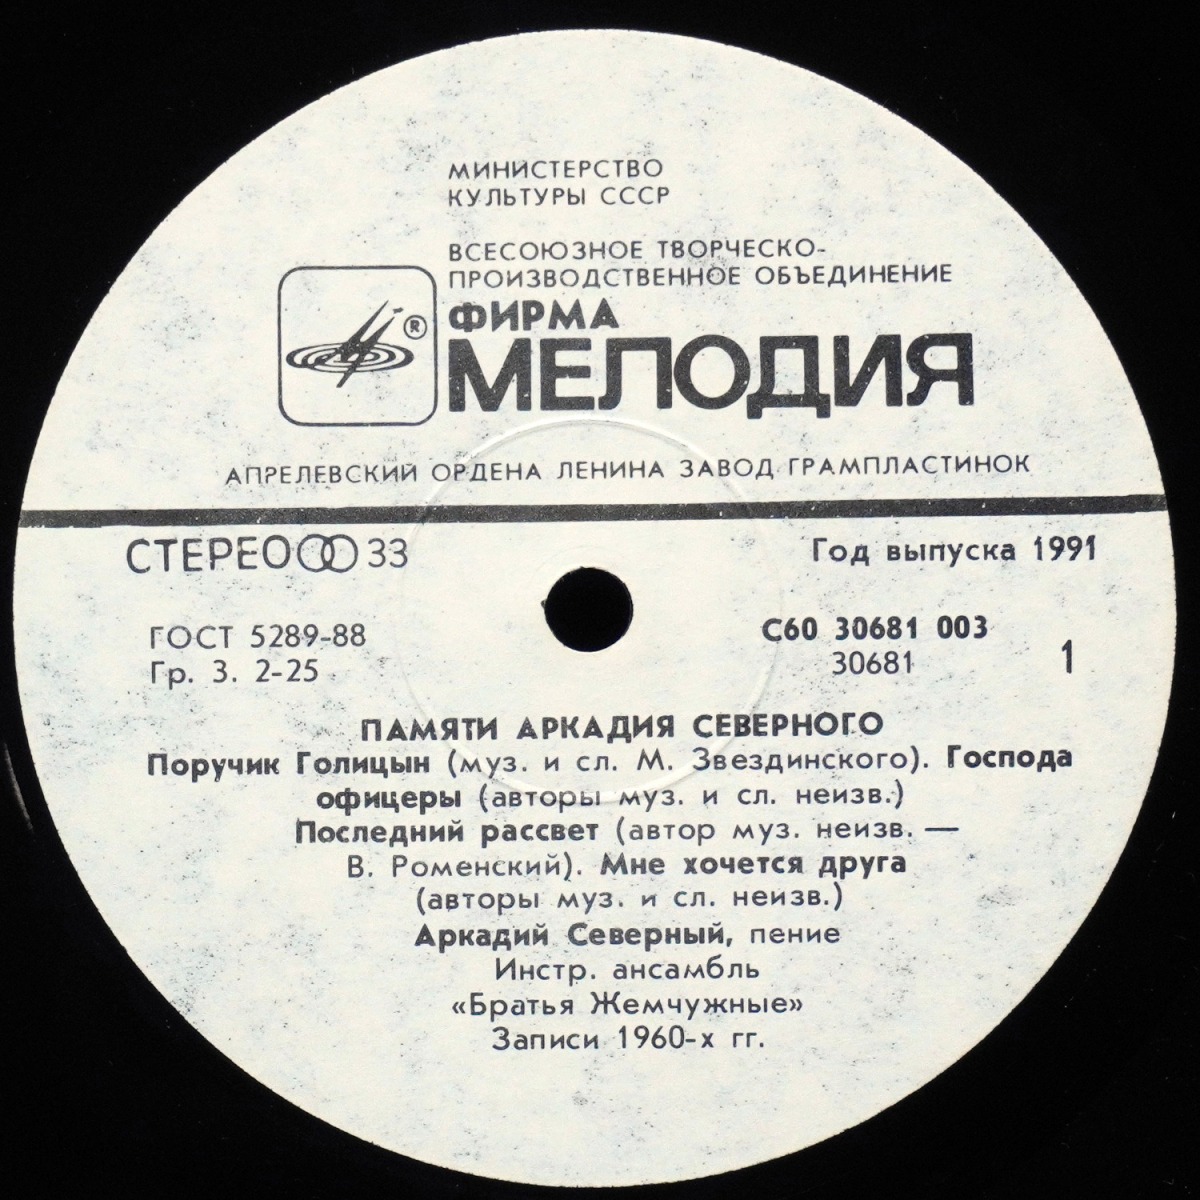 МИНИСТЕРСТВО
КУЛЬТУРЫ СССР
ВСЕСОЮЗНОЕ ТВОРЧЕСКО-
ПРОИЗВОДСТВЕННОЕ ОБЪЕДИНЕНИЕ
ФИРМА
®
МЕЛОДИЯ
АПРЕЛЕВСКИЙ ОРДЕНА ЛЕНИНА ЗАВОД ГРАМПЛАСТИНОК
СТЕРЕО 33
Год выпуска 1991
ГОСТ 5289-88
Гр. 3. 2-25
С60 30681 003
30681
1
ПАМЯТИ АРКАДИЯ СЕВЕРНОГО
Поручик Голицын (муз. и сл. М. Звездинского). Господа
офицеры (авторы муз. и сл. неизв.)
Последний рассвет (автор муз. неизв. —
В. Роменский). Мне хочется друга
(авторы муз. и сл. неизв.)
Аркадий Северный, пение
Инстр. ансамбль
«Братья Жемчужные»
Записи 1960-х гг.